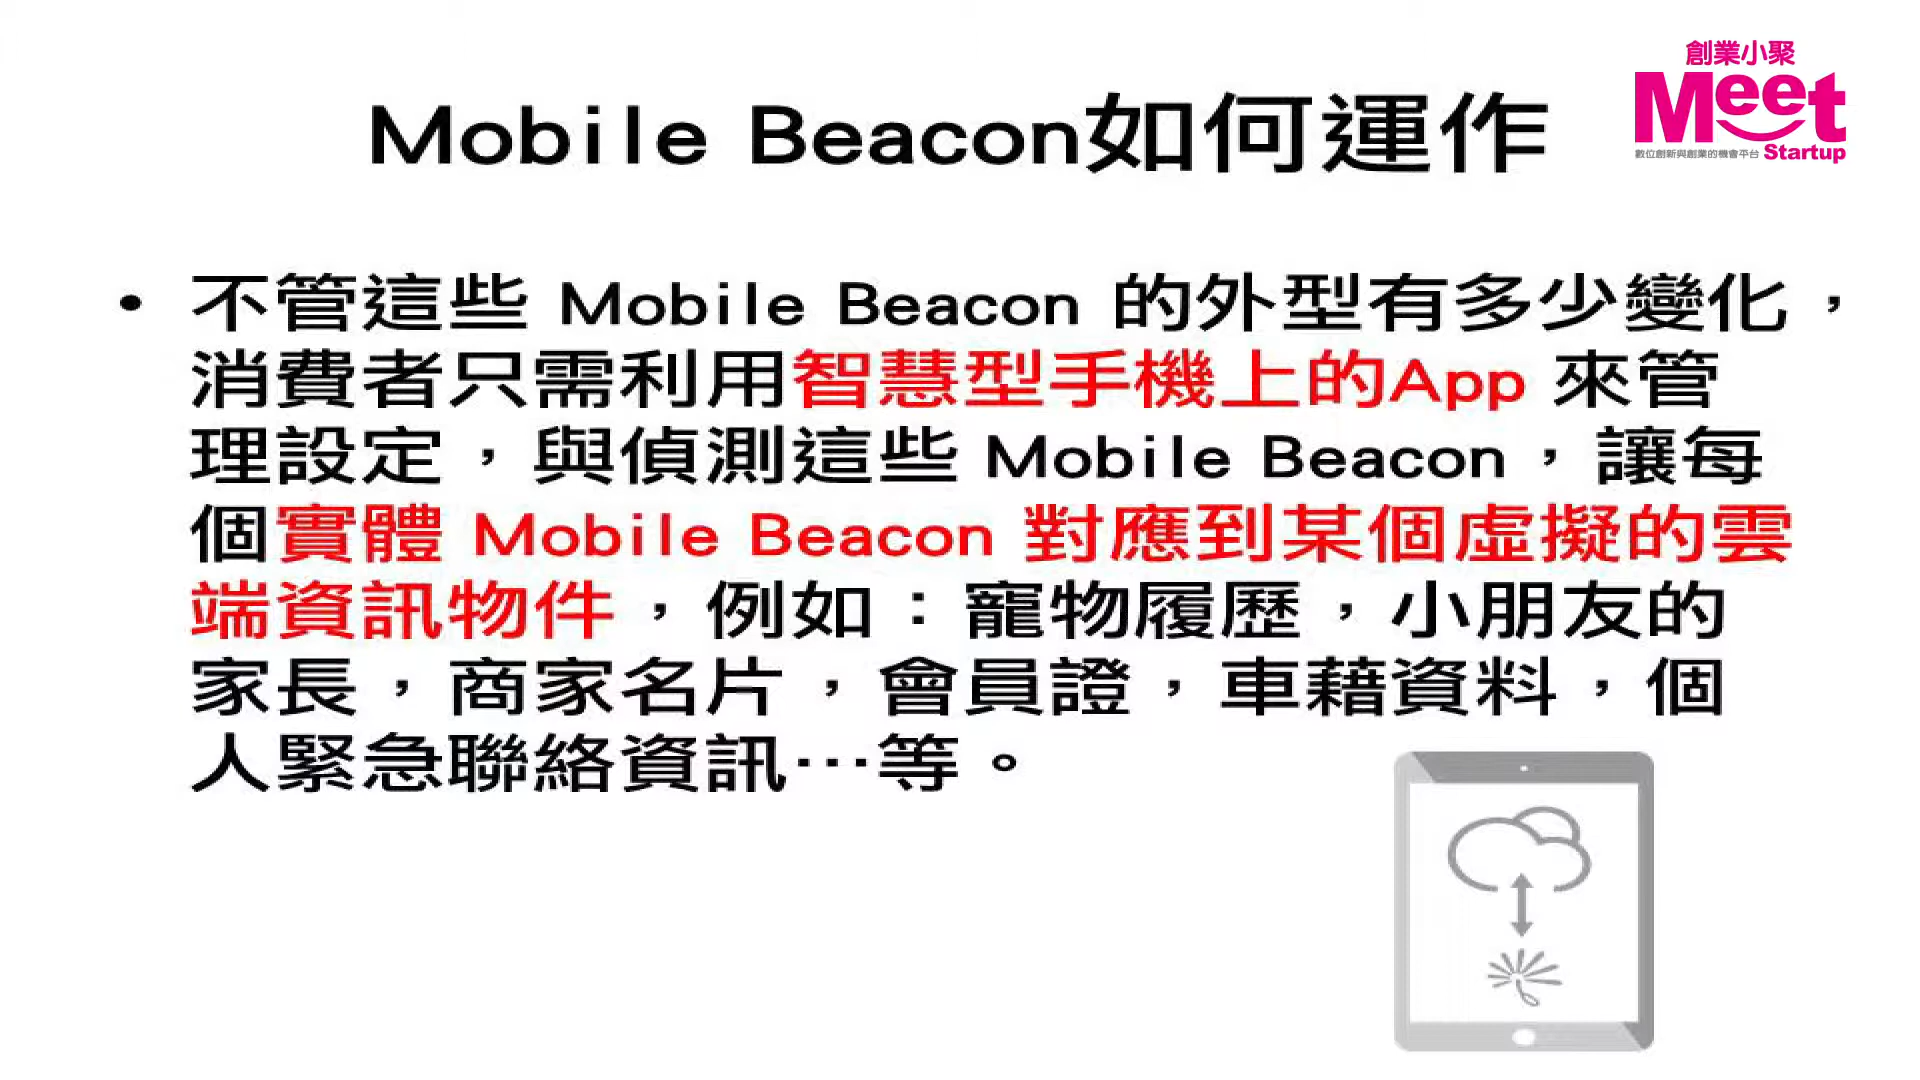 創業小聚
Meet
數位創新與創業的機會平台 Startup
Mobile Beacon如何運作
• 不管這些 Mobile Beacon 的外型有多少變化，
消費者只需利用智慧型手機上的App 來管
理設定，與偵測這些 Mobile Beacon，讓每
個實體 Mobile Beacon 對應到某個虛擬的雲
端資訊物件，例如：寵物履歷，小朋友的
家長，商家名片，會員證，車藉資料，個
人緊急聯絡資訊…等。